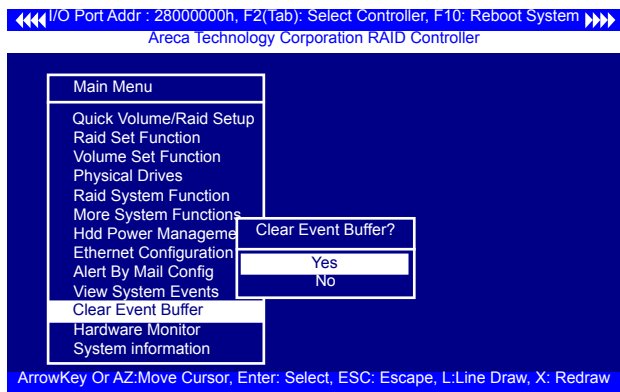 I/O Port Addr : 28000000h, F2(Tab): Select Controller, F10: Reboot System
Areca Technology Corporation RAID Controller
Main Menu
Quick Volume/Raid Setup
Raid Set Function
Volume Set Function
Physical Drives
Raid System Function
More System Functions
Hdd Power Manageme
Ethernet Configuration
Alert By Mail Config
View System Events
Clear Event Buffer
Hardware Monitor
System information
Clear Event Buffer?
Yes
No
ArrowKey Or AZ:Move Cursor, Enter: Select, ESC: Escape, L:Line Draw, X: Redraw